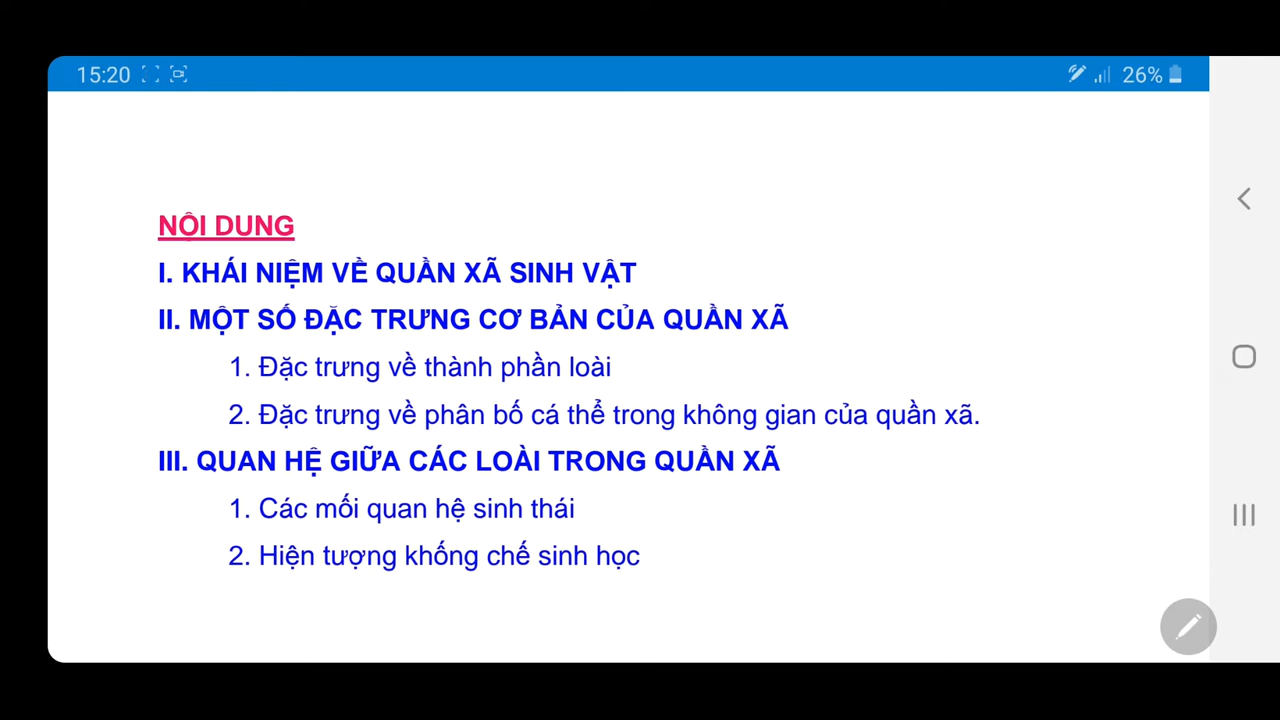 15:20 26%
NỘI DUNG
I. KHÁI NIỆM VỀ QUẦN XÃ SINH VẬT
II. MỘT SỐ ĐẶC TRƯNG CƠ BẢN CỦA QUẦN XÃ
1. Đặc trưng về thành phần loài
2. Đặc trưng về phân bố cá thể trong không gian của quần xã.
III. QUAN HỆ GIỮA CÁC LOÀI TRONG QUẦN XÃ
1. Các mối quan hệ sinh thái
2. Hiện tượng khống chế sinh học